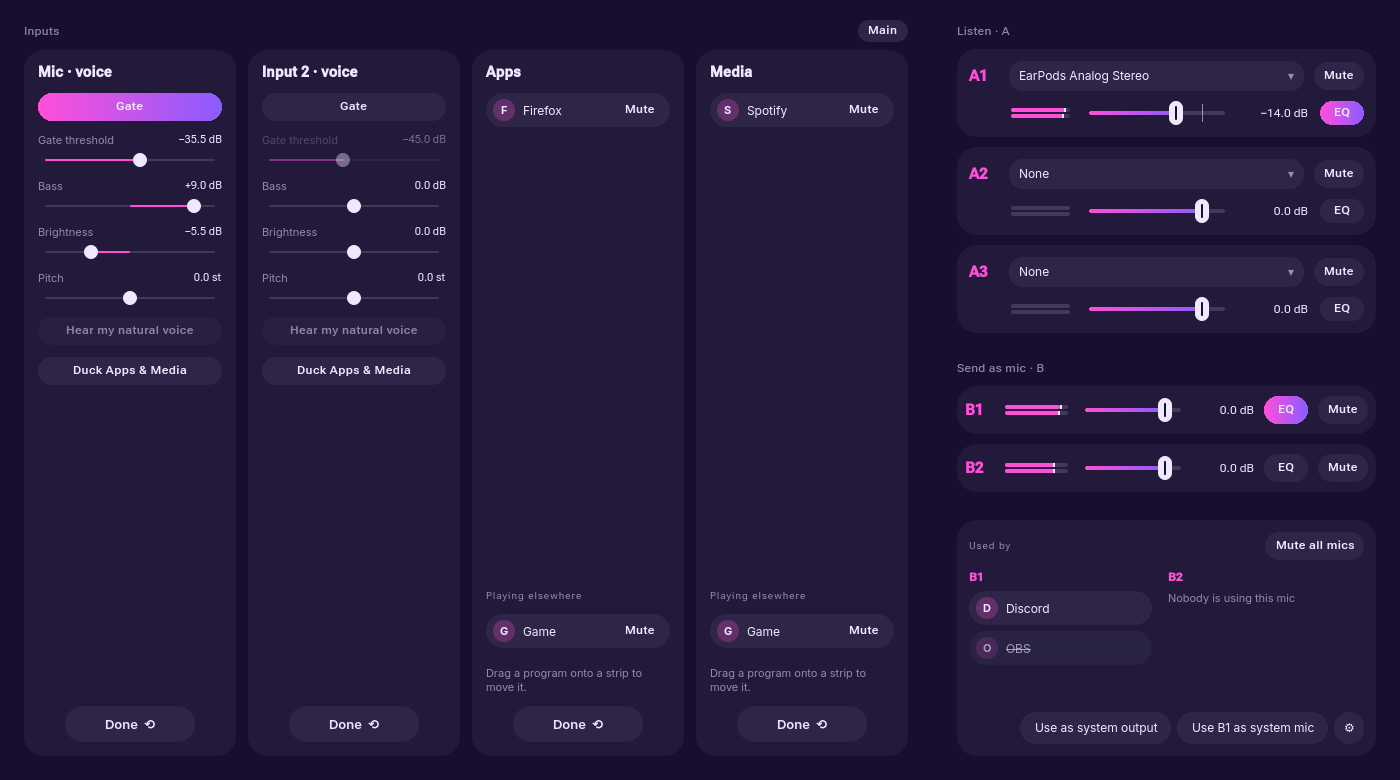 Inputs
Main
Mic · voice
Gate
Gate threshold −35.5 dB
Bass +9.0 dB
Brightness −5.5 dB
Pitch 0.0 st
Hear my natural voice
Duck Apps & Media
Done ⟲
Input 2 · voice
Gate
Gate threshold −45.0 dB
Bass 0.0 dB
Brightness 0.0 dB
Pitch 0.0 st
Hear my natural voice
Duck Apps & Media
Done ⟲
Apps
F Firefox Mute
Playing elsewhere
G Game Mute
Drag a program onto a strip to
move it.
Done ⟲
Media
S Spotify Mute
Playing elsewhere
G Game Mute
Drag a program onto a strip to
move it.
Done ⟲
Listen · A
A1 EarPods Analog Stereo ▾ Mute
−14.0 dB EQ
A2 None ▾ Mute
0.0 dB EQ
A3 None ▾ Mute
0.0 dB EQ
Send as mic · B
B1 0.0 dB EQ Mute
B2 0.0 dB EQ Mute
Used by Mute all mics
B1
D Discord
O OBS
B2
Nobody is using this mic
Use as system output Use B1 as system mic ⚙